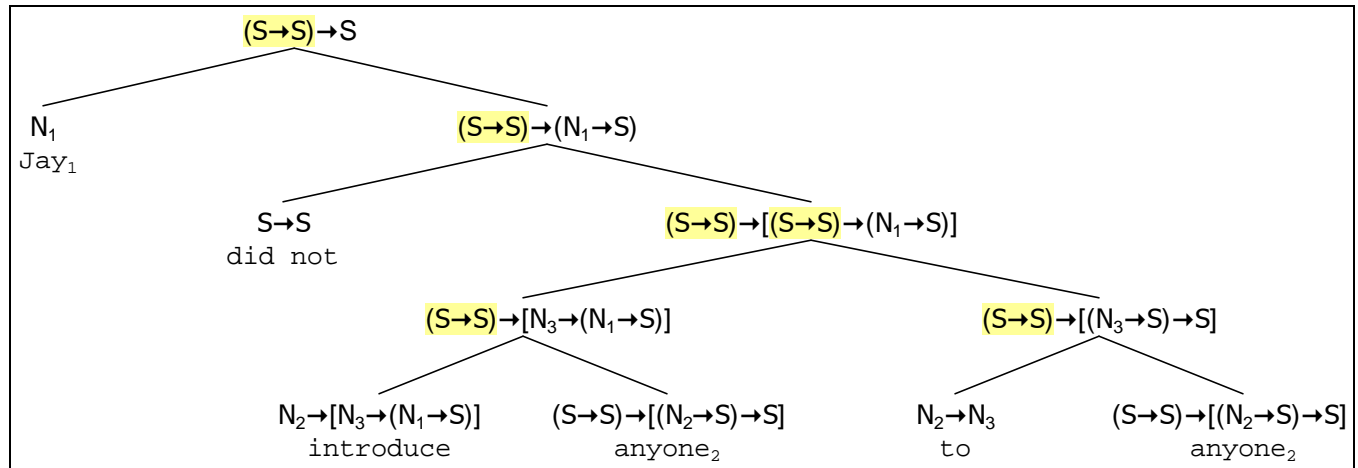 (S→S)→S
N₁ (S→S)→(N₁→S)
Jay₁
S→S (S→S)→[(S→S)→(N₁→S)]
did not
(S→S)→[N₃→(N₁→S)] (S→S)→[(N₃→S)→S]
N₂→[N₃→(N₁→S)] (S→S)→[(N₂→S)→S] N₂→N₃ (S→S)→[(N₂→S)→S]
introduce anyone₂ to anyone₂